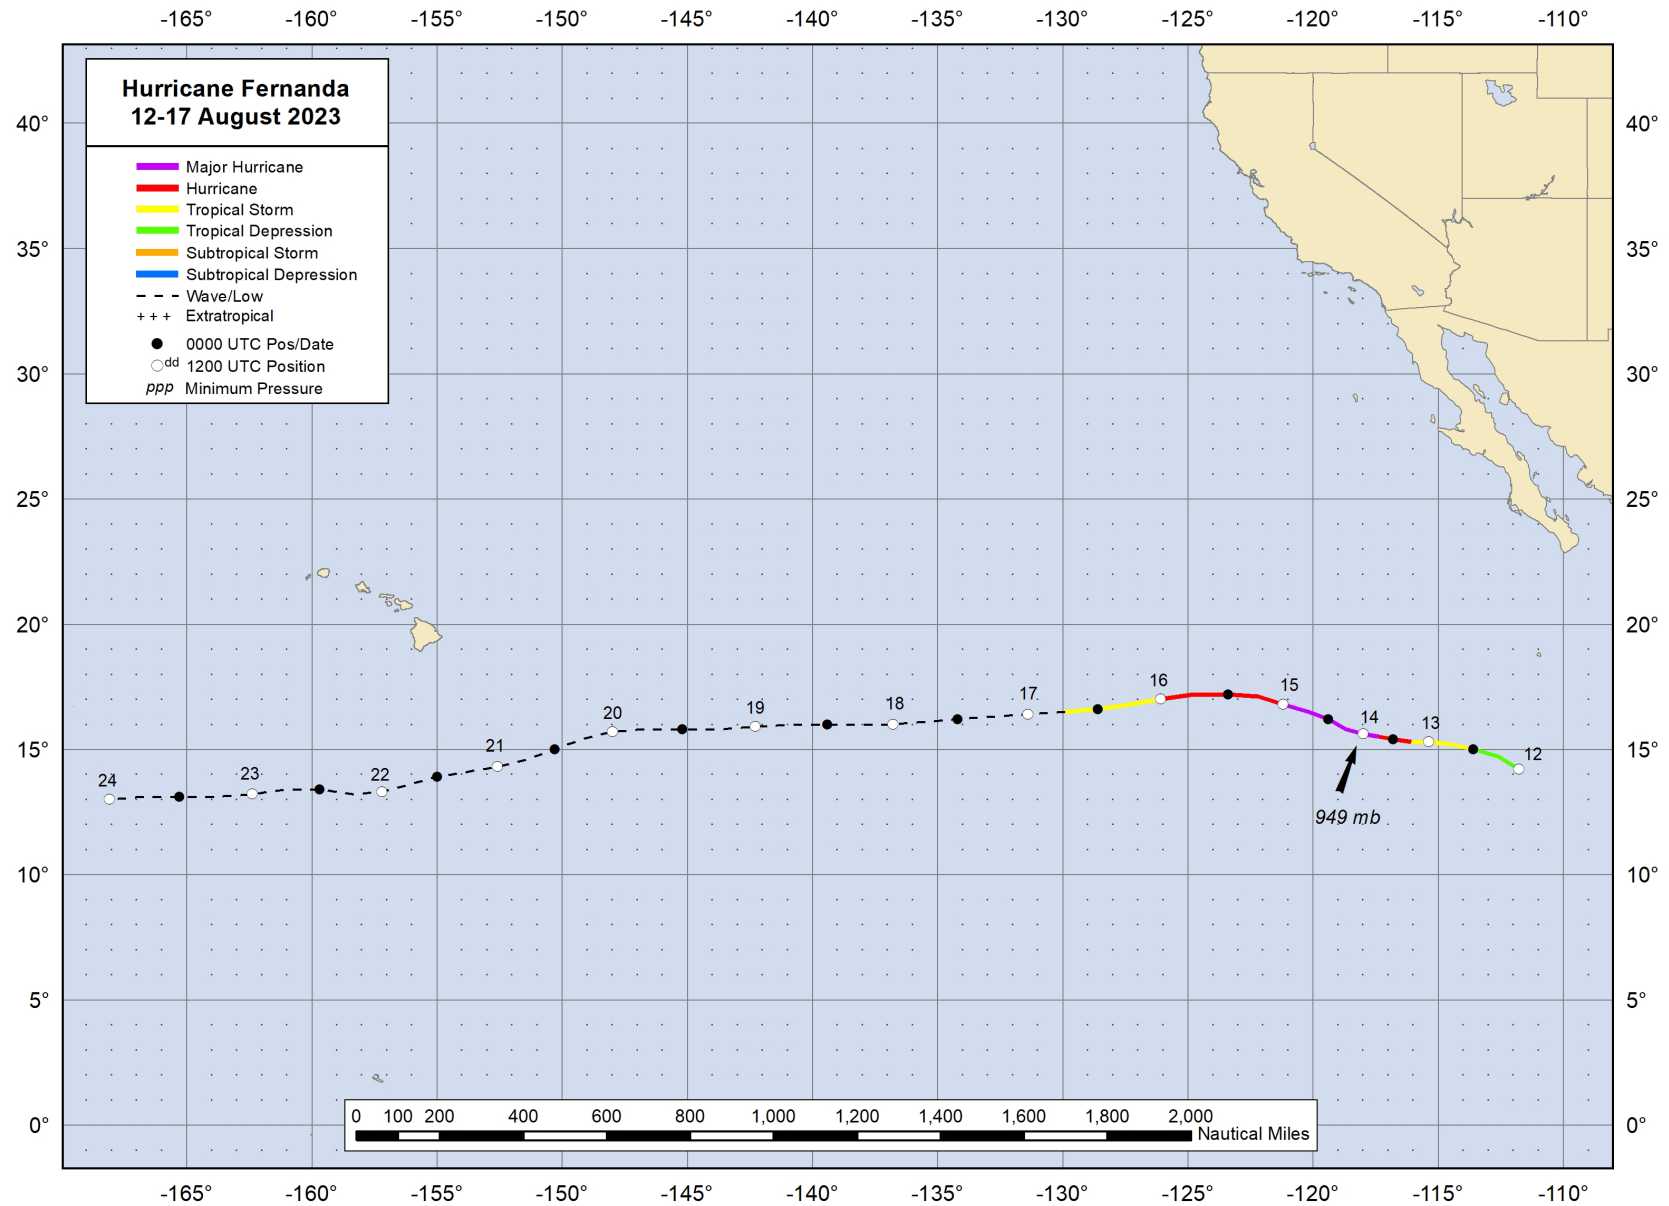 -165° -160° -155° -150° -145° -140° -135° -130° -125° -120° -115° -110°
Hurricane Fernanda
12-17 August 2023
Major Hurricane
Hurricane
Tropical Storm
Tropical Depression
Subtropical Storm
Subtropical Depression
Wave/Low
+ + + Extratropical
0000 UTC Pos/Date
dd 1200 UTC Position
ppp Minimum Pressure
40° 40°
35° 35°
30° 30°
25° 25°
20° 20°
15° 15°
10° 10°
5° 5°
0° 0°
24 23 22 21 20 19 18 17 16 15 14 13 12
949 mb
0 100 200 400 600 800 1,000 1,200 1,400 1,600 1,800 2,000
Nautical Miles
-165° -160° -155° -150° -145° -140° -135° -130° -125° -120° -115° -110°